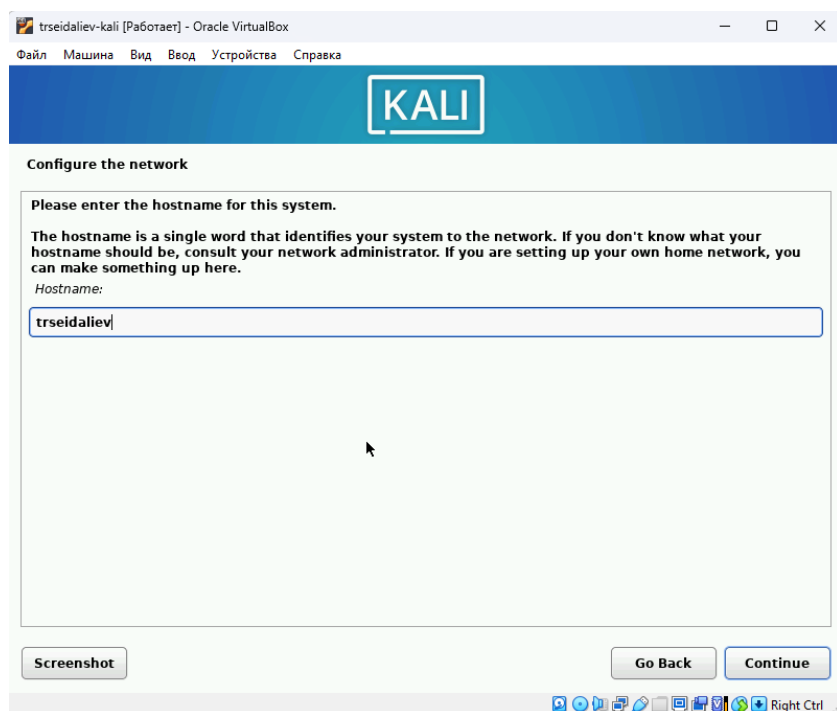 trseidaliev-kali [Работает] - Oracle VirtualBox
Файл Машина Вид Ввод Устройства Справка
KALI
Configure the network
Please enter the hostname for this system.
The hostname is a single word that identifies your system to the network. If you don't know what your
hostname should be, consult your network administrator. If you are setting up your own home network, you
can make something up here.
Hostname:
trseidaliev
Screenshot Go Back Continue
Right Ctrl